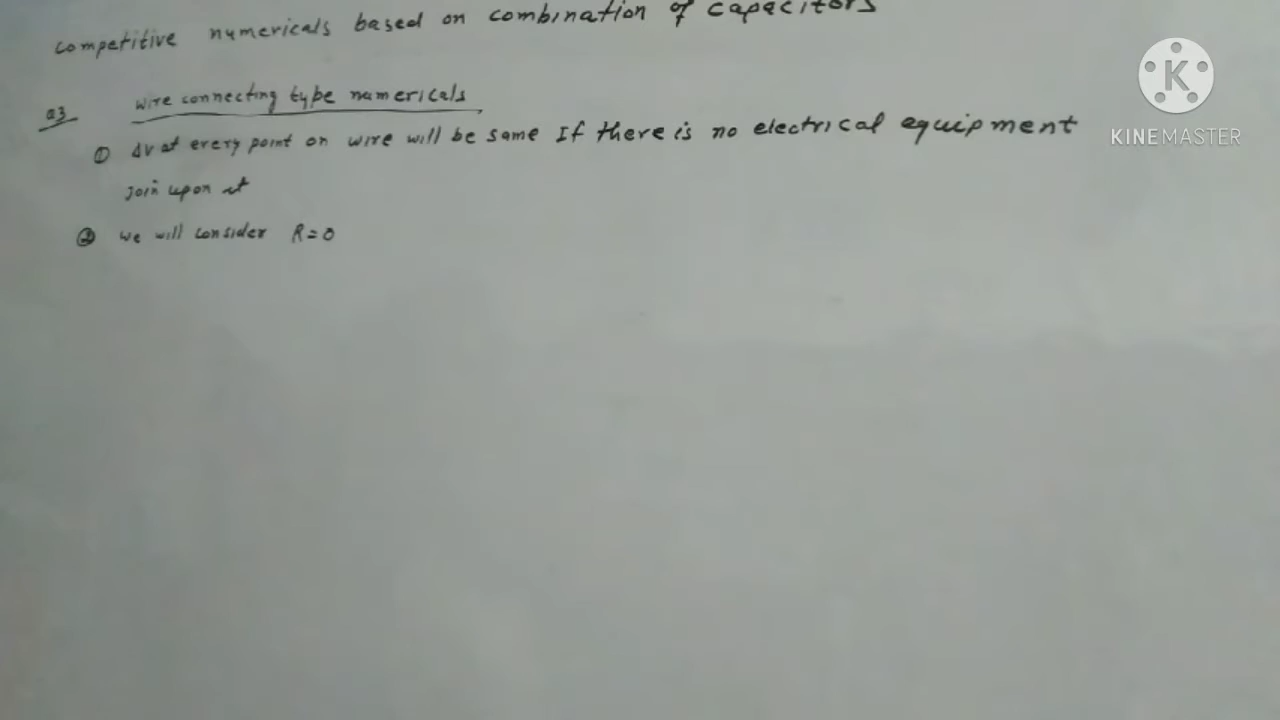 competitive numericals based on combination of capacitors
Q3 wire connecting type numericals
① ΔV at every point on wire will be same If there is no electrical equipment
join upon it
② we will consider R=0
K
KINEMASTER